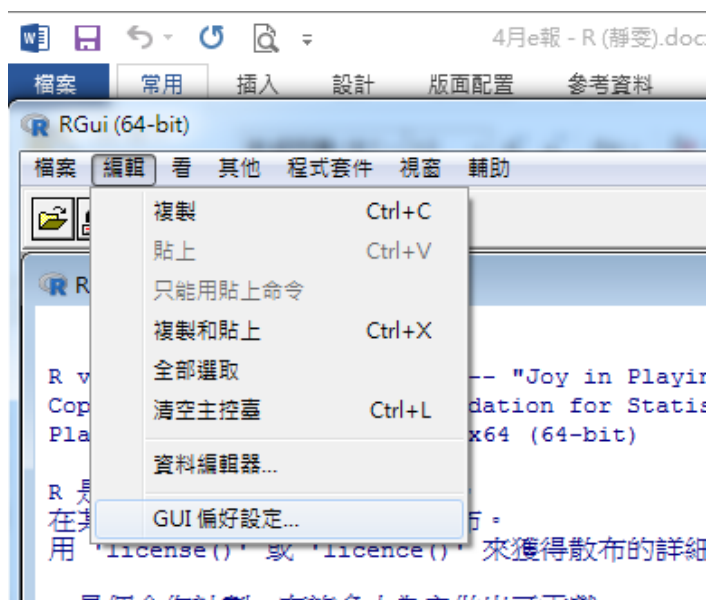 4月e報 - R (靜雯).doc
檔案 常用 插入 設計 版面配置 參考資料
RGui (64-bit)
檔案 編輯 看 其他 程式套件 視窗 輔助
複製 Ctrl+C
貼上 Ctrl+V
只能用貼上命令
複製和貼上 Ctrl+X
全部選取
清空主控臺 Ctrl+L
資料編輯器...
GUI 偏好設定...
R
R v -- "Joy in Playin
Cop dation for Statis
Pla x64 (64-bit)
R 是
在其 布。
用 'license()' 或 'licence()' 來獲得散布的詳細